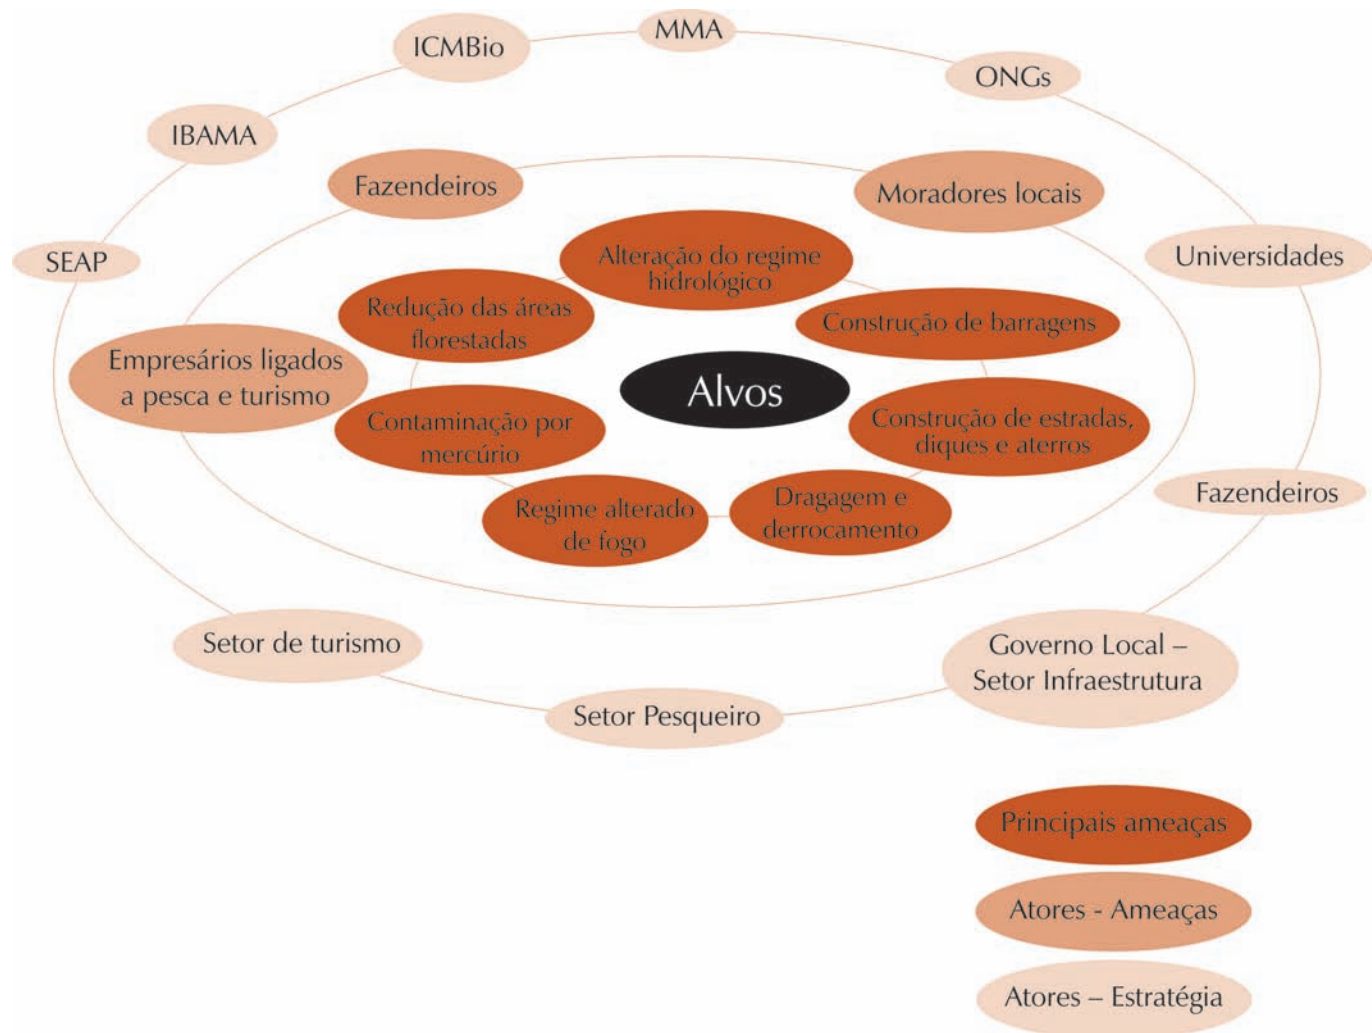 MMA
ICMBio
ONGs
IBAMA
Fazendeiros
Moradores locais
SEAP
Universidades
Alteração do regime
hidrológico
Redução das áreas
florestadas
Construção de barragens
Empresários ligados
a pesca e turismo
Alvos
Contaminação por
mercúrio
Construção de estradas,
diques e aterros
Regime alterado
de fogo
Dragagem e
derrocamento
Fazendeiros
Setor de turismo
Governo Local –
Setor Infraestrutura
Setor Pesqueiro
Principais ameaças
Atores - Ameaças
Atores – Estratégia